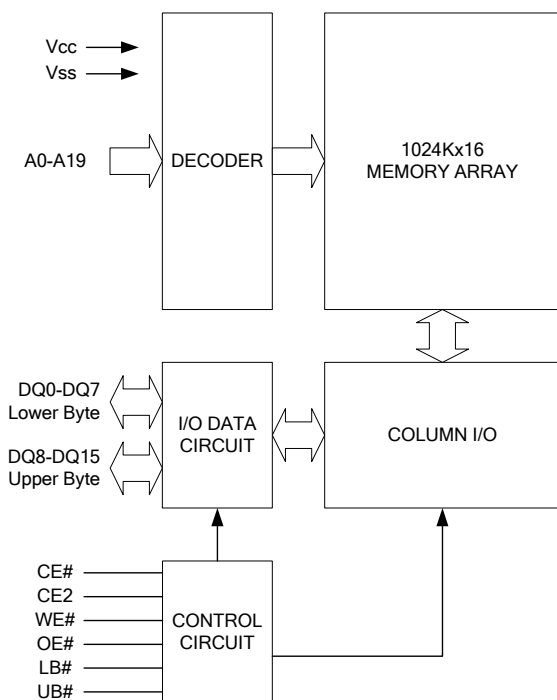 Vcc
Vss
A0-A19
DECODER
1024Kx16
MEMORY ARRAY
DQ0-DQ7
Lower Byte
DQ8-DQ15
Upper Byte
I/O DATA
CIRCUIT
COLUMN I/O
CE#
CE2
WE#
OE#
LB#
UB#
CONTROL
CIRCUIT